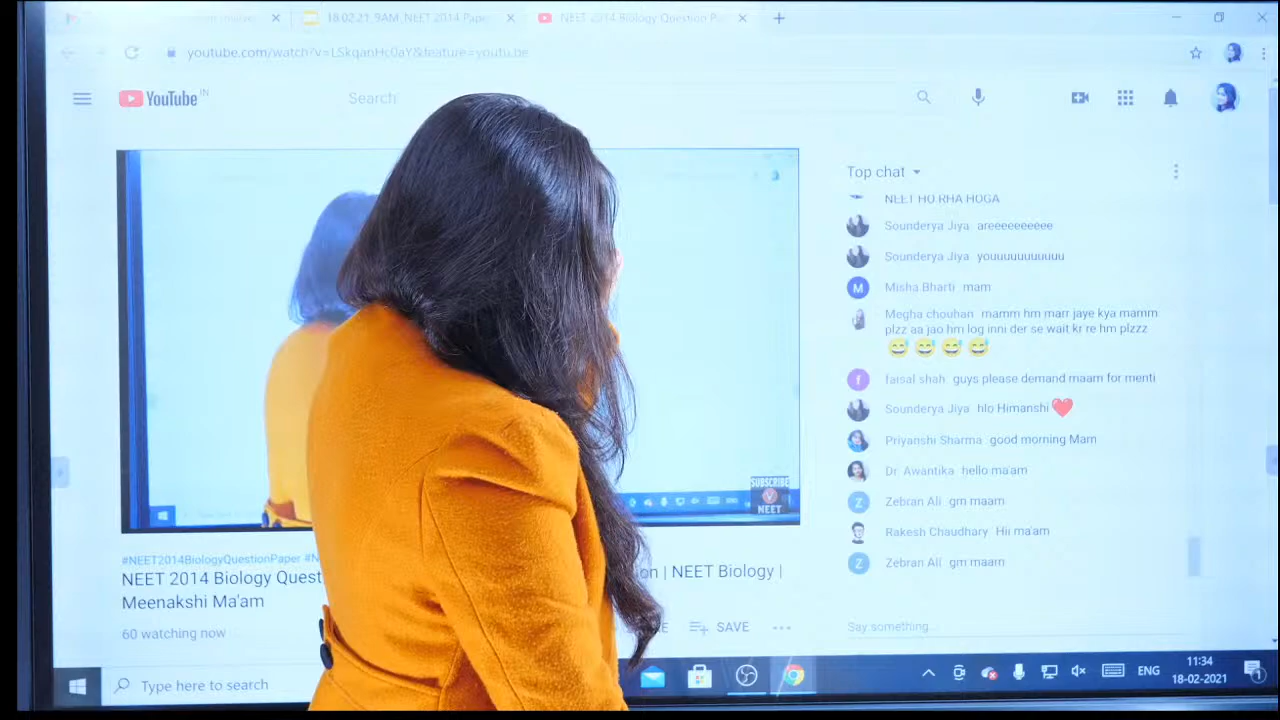 18.02.21_9AM_NEET 2014 Paper
NEET 2014 Biology Question P
youtube.com/watch?v=LSkqanHc0aY&feature=youtu.be
YouTube IN
Search
Top chat
NEET HO RHA HOGA
Sounderya Jiya areeeeeeeeee
Sounderya Jiya youuuuuuuuuuu
M
Misha Bharti mam
Megha chouhan mamm hm marr jaye kya mamm
plzz aa jao hm log inni der se wait kr re hm plzzz
f
faisal shah guys please demand maam for menti
Sounderya Jiya hlo Himanshi
Priyanshi Sharma good morning Mam
Dr. Awantika hello ma'am
Z
Zebran Ali gm maam
Rakesh Chaudhary Hii ma'am
Z
Zebran Ali gm maam
Say something...
SUBSCRIBE
V
NEET
#NEET2014BiologyQuestionPaper #N
NEET 2014 Biology Quest on | NEET Biology |
Meenakshi Ma'am
60 watching now
SAVE
Type here to search
ENG
11:34
18-02-2021
1